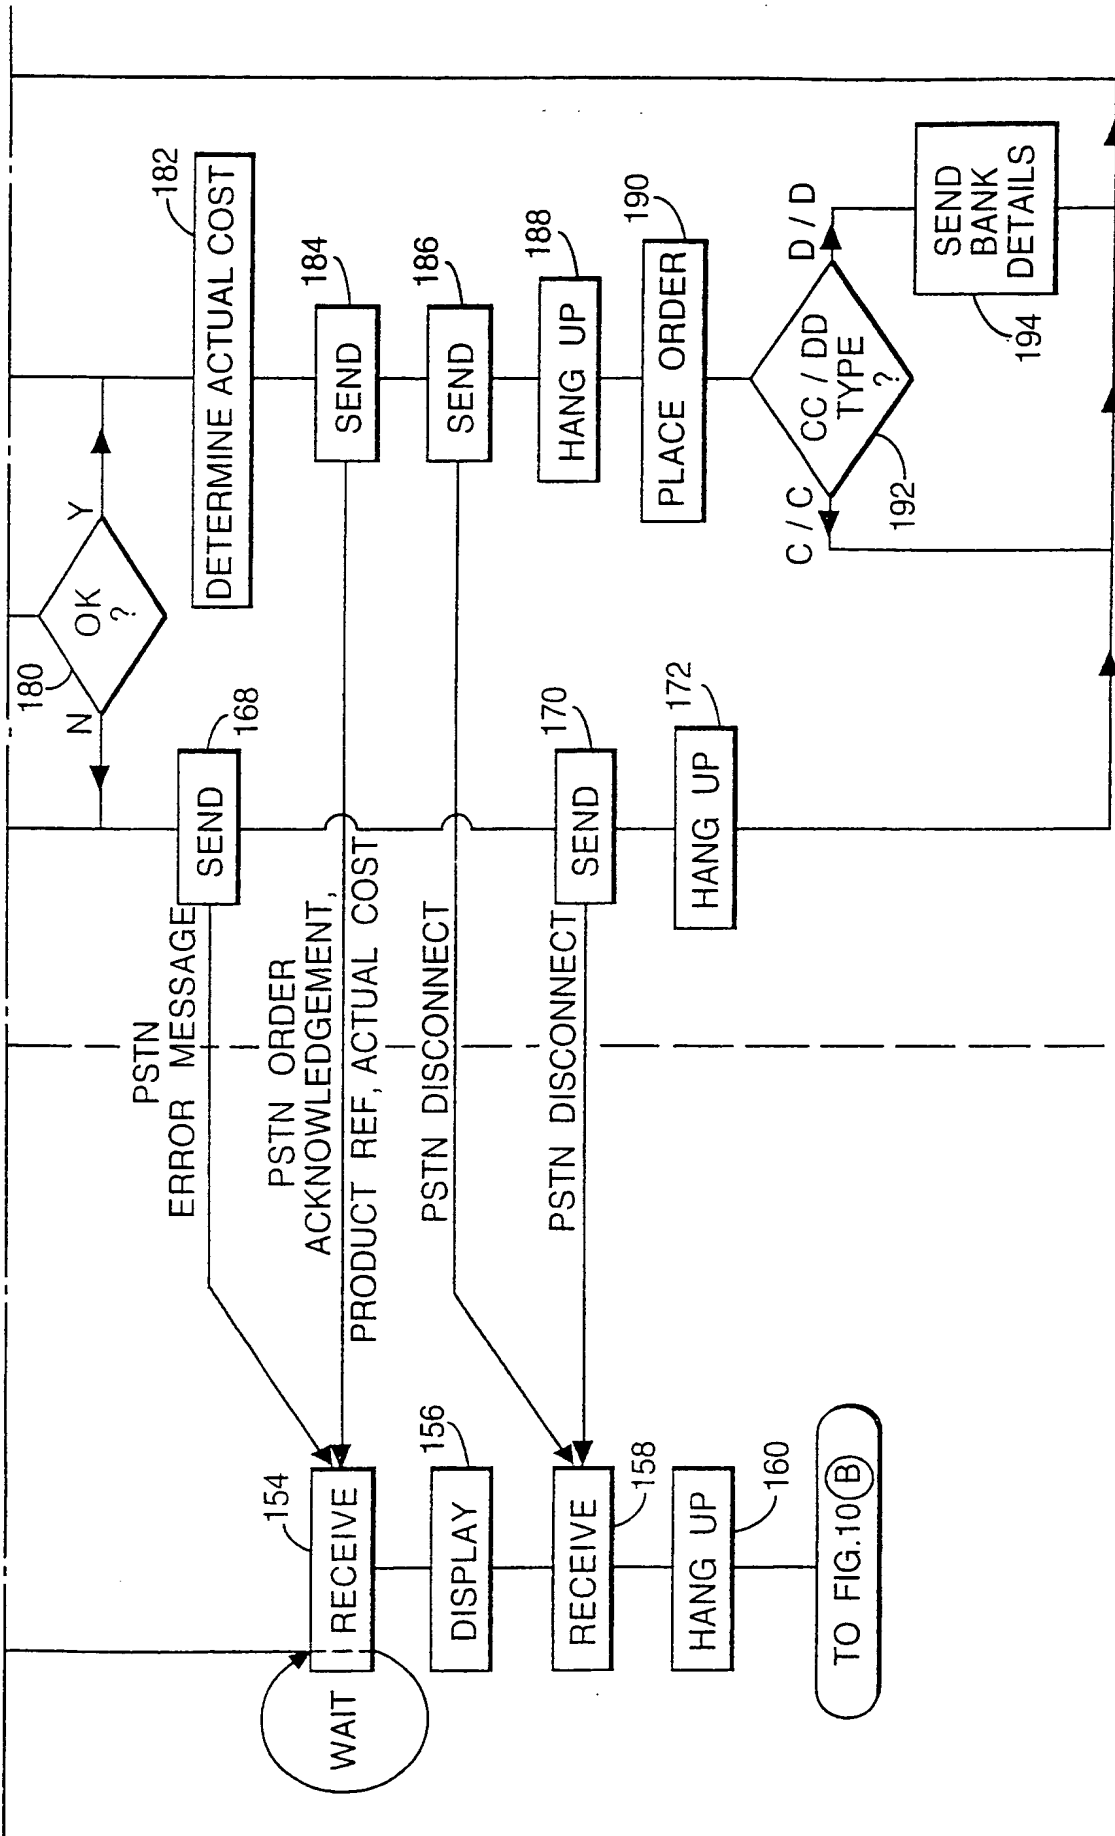 180
OK
?
N
Y
182
DETERMINE ACTUAL COST
168
SEND
PSTN
ERROR MESSAGE
184
SEND
PSTN ORDER
ACKNOWLEDGEMENT,
PRODUCT REF, ACTUAL COST
154
WAIT
RECEIVE
186
SEND
PSTN DISCONNECT
156
DISPLAY
188
HANG UP
170
SEND
PSTN DISCONNECT
158
RECEIVE
190
PLACE ORDER
172
HANG UP
160
HANG UP
C / C
CC / DD
TYPE
?
D / D
192
TO FIG.10 B
SEND
BANK
DETAILS
194